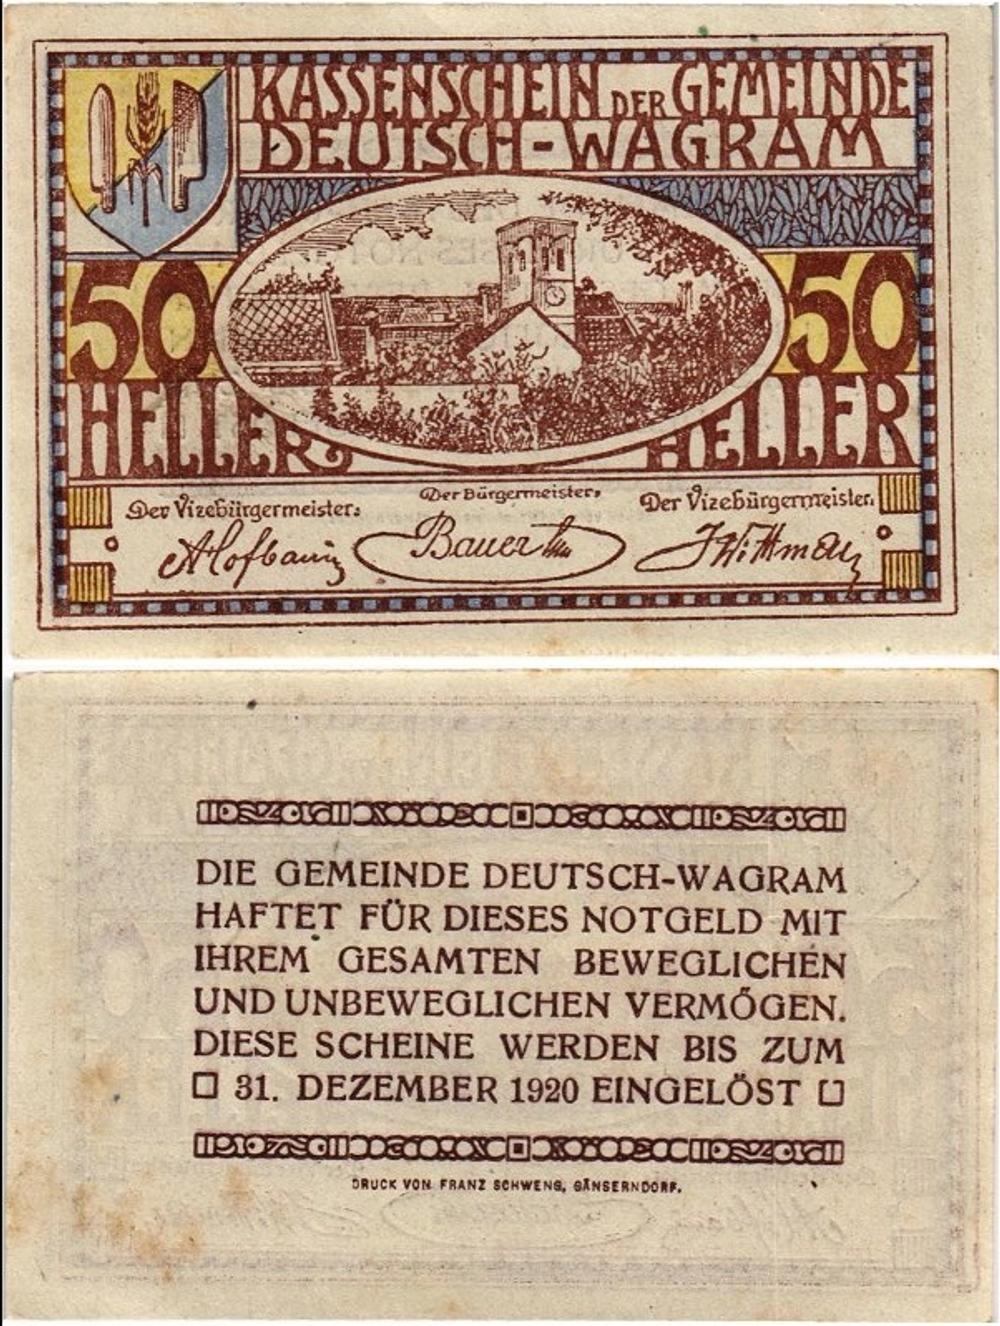 KASSENSCHEIN DER GEMEINDE
DEUTSCH-WAGRAM
50 50
HELLER HELLER
Der Vizebürgermeister: Der Bürgermeister: Der Vizebürgermeister:
Bauer
DIE GEMEINDE DEUTSCH-WAGRAM
HAFTET FÜR DIESES NOTGELD MIT
IHREM GESAMTEN BEWEGLICHEN
UND UNBEWEGLICHEN VERMÖGEN.
DIESE SCHEINE WERDEN BIS ZUM
31. DEZEMBER 1920 EINGELÖST
DRUCK VON FRANZ SCHWENG, GÄNSERNDORF.